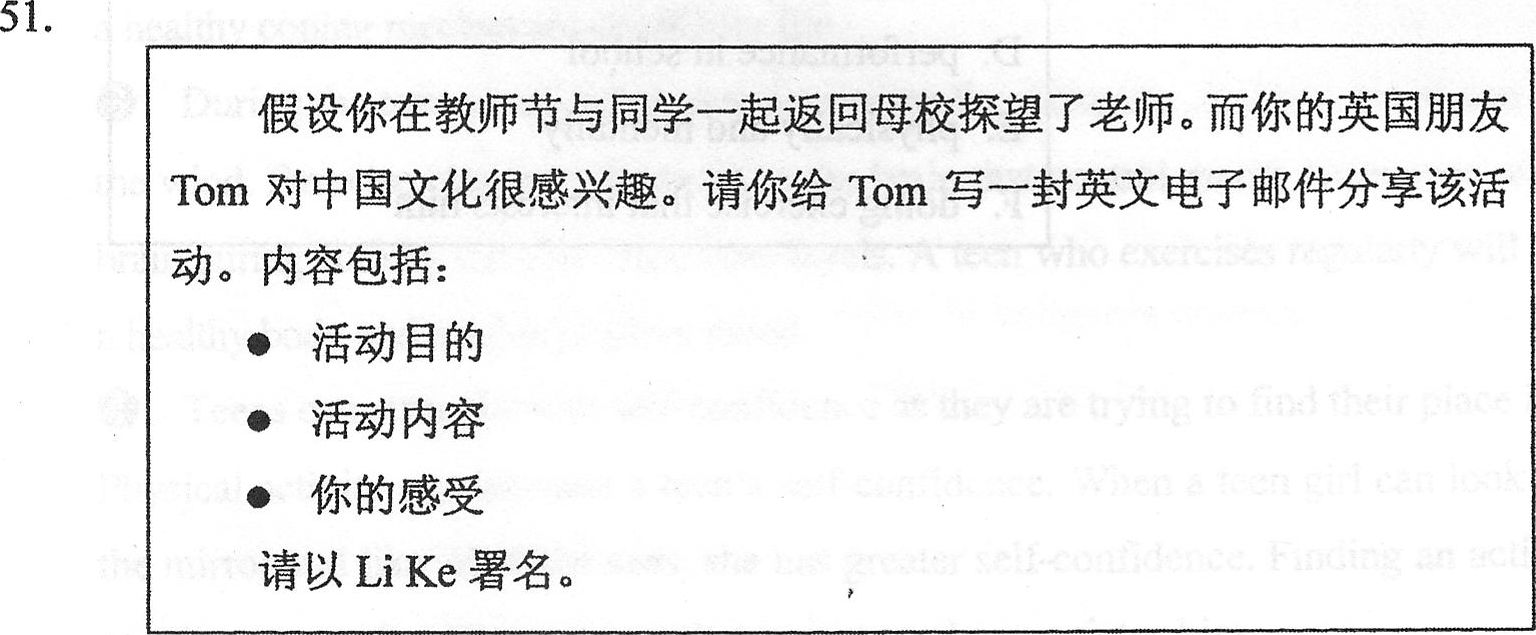 51.
假设你在教师节与同学一起返回母校探望了老师。而你的英国朋友
Tom 对中国文化很感兴趣。请你给 Tom 写一封英文电子邮件分享该活
动。内容包括：
● 活动目的
● 活动内容
● 你的感受
请以 Li Ke 署名。